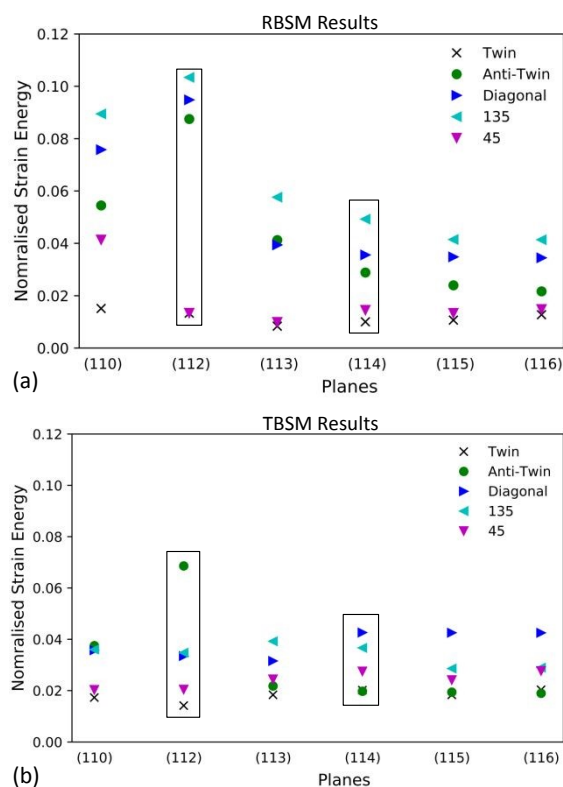 RBSM Results
0.12
0.10
0.08
0.06
0.04
0.02
0.00
Nomralised Strain Energy
Twin
Anti-Twin
Diagonal
135
45
(110) (112) (113) (114) (115) (116)
Planes
(a)
TBSM Results
0.12
0.10
0.08
0.06
0.04
0.02
0.00
Nomralised Strain Energy
Twin
Anti-Twin
Diagonal
135
45
(110) (112) (113) (114) (115) (116)
Planes
(b)